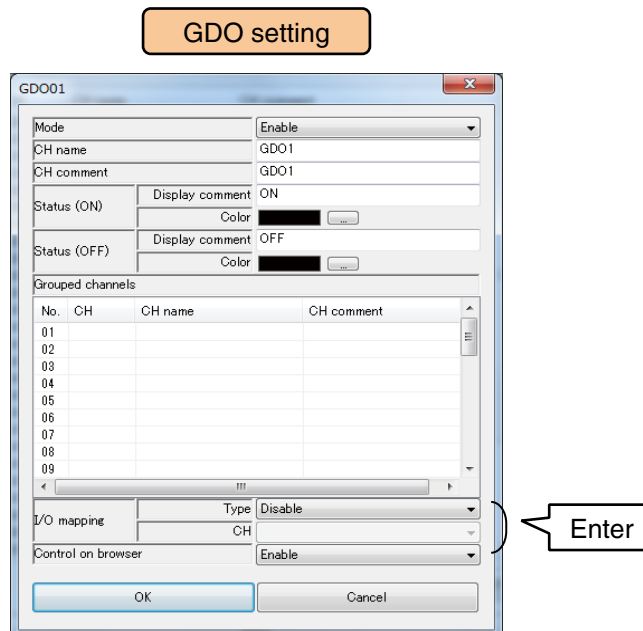 GDO setting
GDO01
Mode Enable
CH name GDO1
CH comment GDO1
Status (ON) Display comment ON
Color ...
Status (OFF) Display comment OFF
Color ...
Grouped channels
No. CH CH name CH comment
01
02
03
04
05
06
07
08
09
I/O mapping Type Disable
CH
Control on browser Enable
Enter
OK Cancel